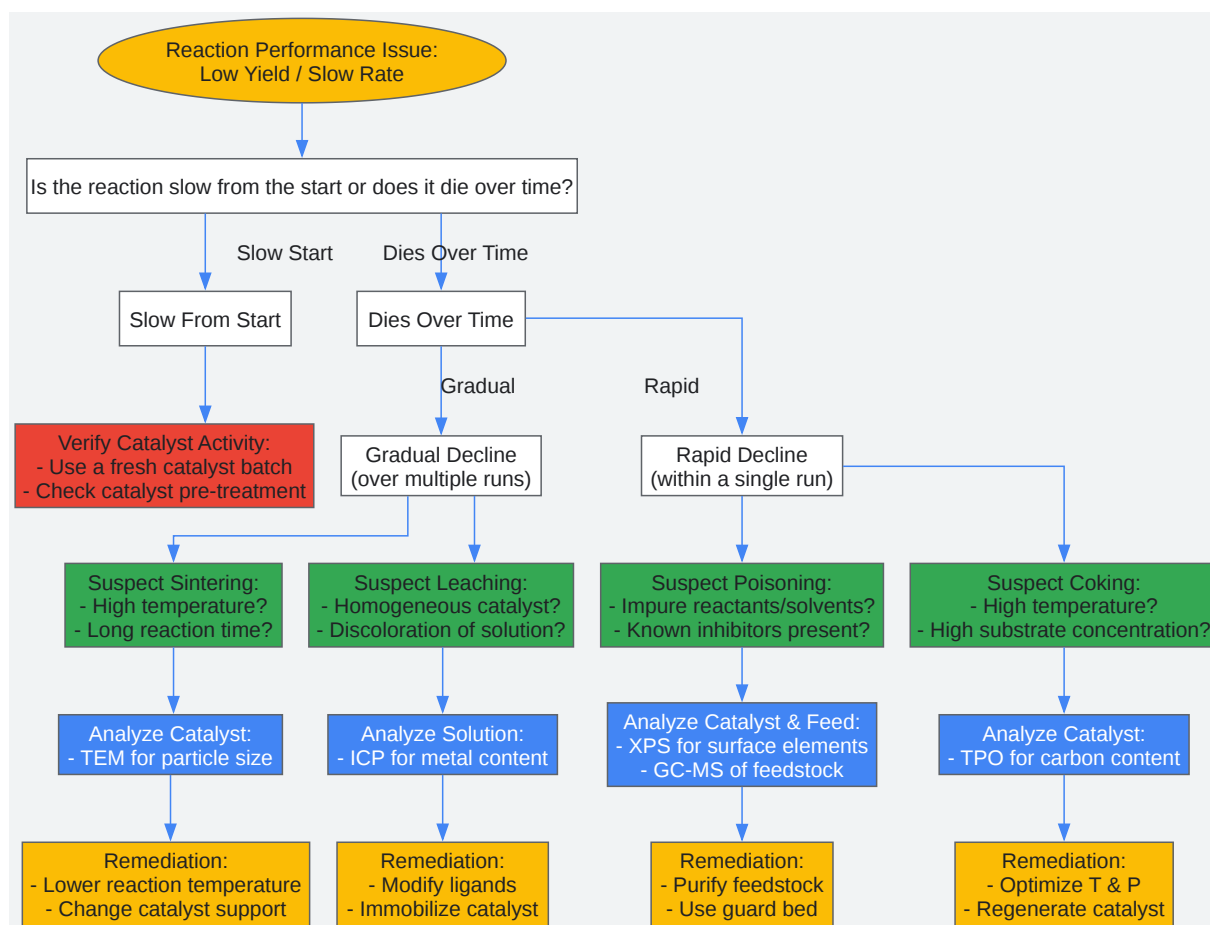 Reaction Performance Issue:
Low Yield / Slow Rate
Is the reaction slow from the start or does it die over time?
Slow Start
Dies Over Time
Slow From Start
Dies Over Time
Gradual
Rapid
Verify Catalyst Activity:
- Use a fresh catalyst batch
- Check catalyst pre-treatment
Gradual Decline
(over multiple runs)
Rapid Decline
(within a single run)
Suspect Sintering:
- High temperature?
- Long reaction time?
Suspect Leaching:
- Homogeneous catalyst?
- Discoloration of solution?
Suspect Poisoning:
- Impure reactants/solvents?
- Known inhibitors present?
Suspect Coking:
- High temperature?
- High substrate concentration?
Analyze Catalyst:
- TEM for particle size
Analyze Solution:
- ICP for metal content
Analyze Catalyst & Feed:
- XPS for surface elements
- GC-MS of feedstock
Analyze Catalyst:
- TPO for carbon content
Remediation:
- Lower reaction temperature
- Change catalyst support
Remediation:
- Modify ligands
- Immobilize catalyst
Remediation:
- Purify feedstock
- Use guard bed
Remediation:
- Optimize T & P
- Regenerate catalyst